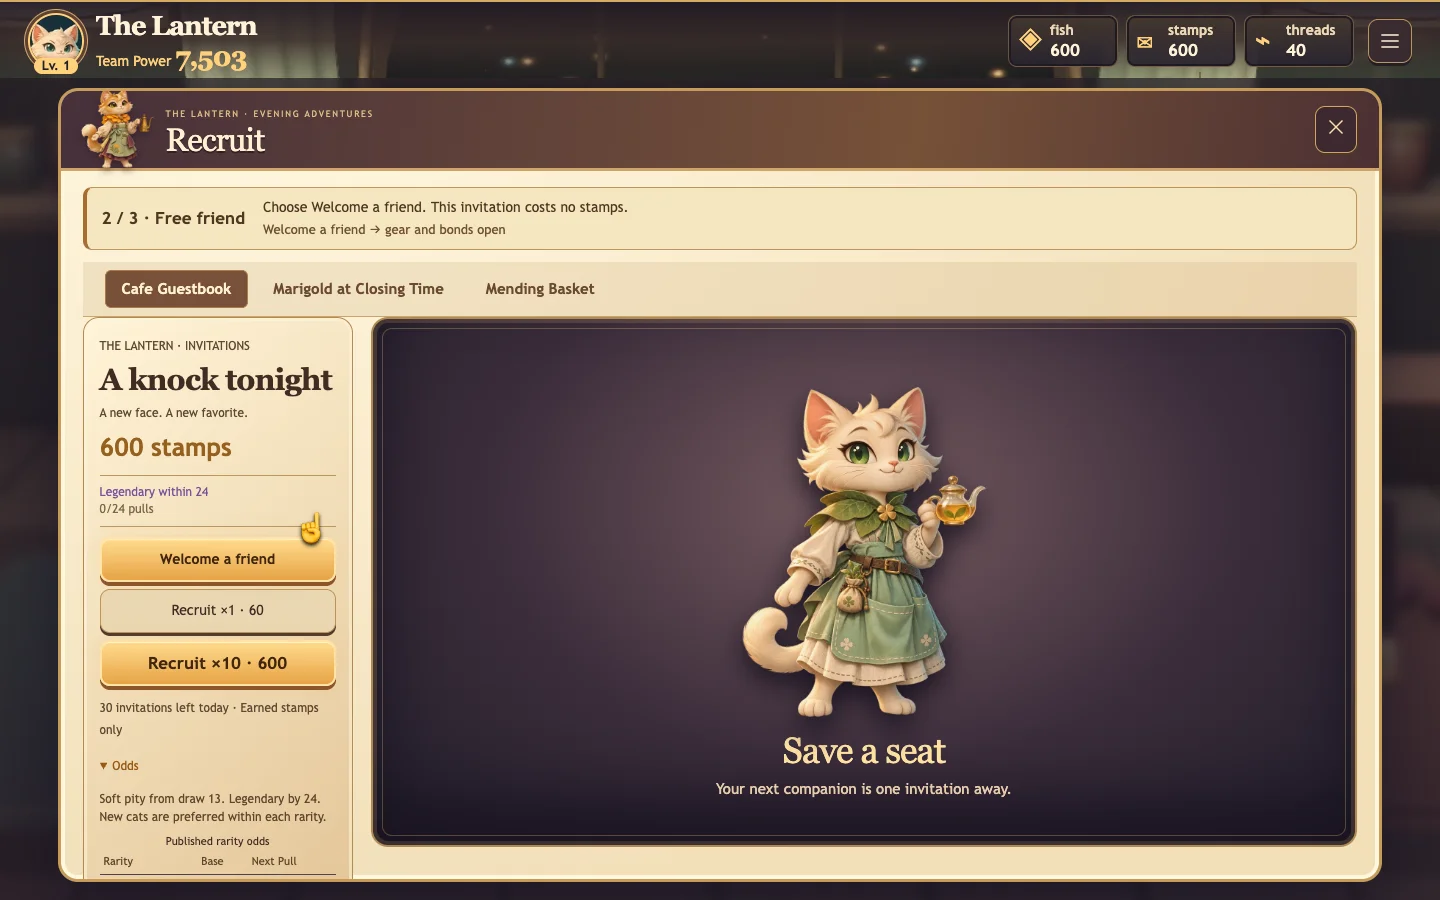 The Lantern
Team Power 7,503
Lv. 1
fish
600
stamps
600
threads
40
THE LANTERN · EVENING ADVENTURES
Recruit
2 / 3 · Free friend
Choose Welcome a friend. This invitation costs no stamps.
Welcome a friend → gear and bonds open
Cafe Guestbook
Marigold at Closing Time
Mending Basket
THE LANTERN · INVITATIONS
A knock tonight
A new face. A new favorite.
600 stamps
Legendary within 24
0/24 pulls
Welcome a friend
Recruit ×1 · 60
Recruit ×10 · 600
30 invitations left today · Earned stamps
only
▾ Odds
Soft pity from draw 13. Legendary by 24.
New cats are preferred within each rarity.
Published rarity odds
Rarity Base Next Pull
Save a seat
Your next companion is one invitation away.